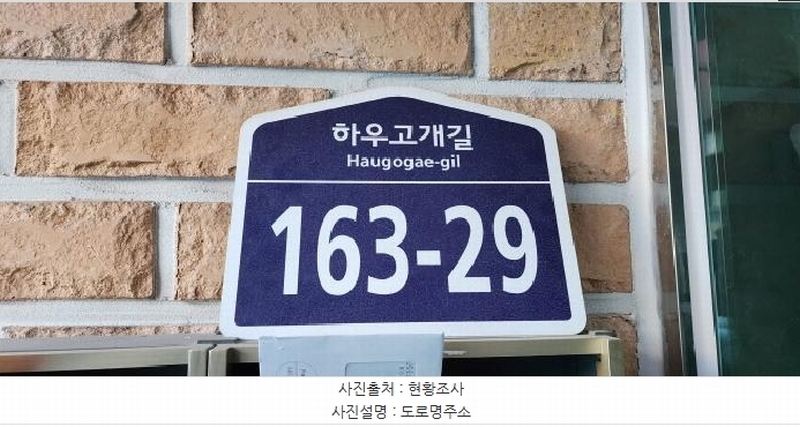 하우고개길
Haugogae-gil
163-29
사진출처 : 현황조사
사진설명 : 도로명주소